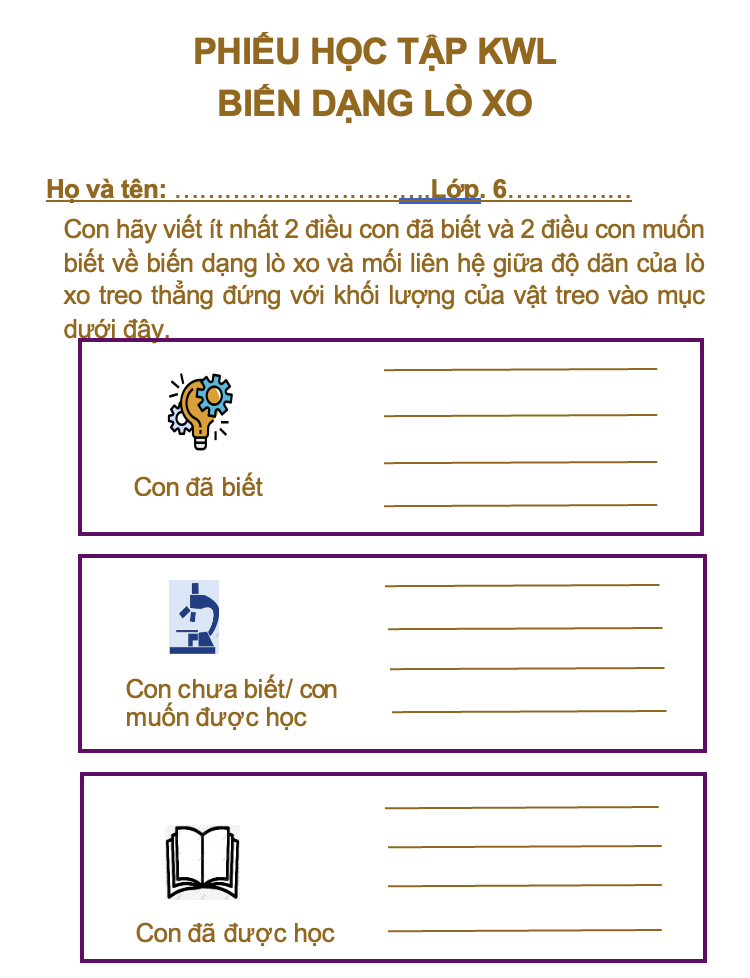 PHIẾU HỌC TẬP KWL
BIẾN DẠNG LÒ XO
Họ và tên: …………………………..Lớp. 6……………
Con hãy viết ít nhất 2 điều con đã biết và 2 điều con muốn
biết về biến dạng lò xo và mối liên hệ giữa độ dãn của lò
xo treo thẳng đứng với khối lượng của vật treo vào mục
dưới đây.
Con đã biết
Con chưa biết/ con
muốn được học
Con đã được học